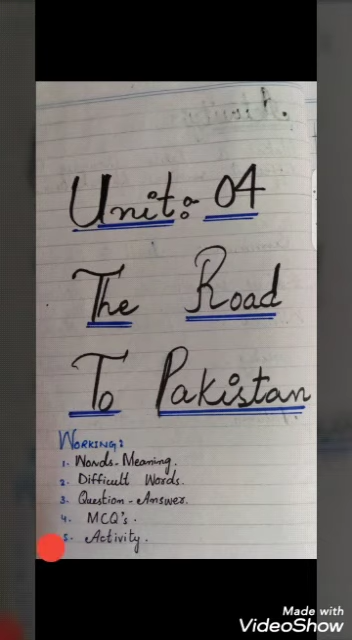 Unit:- 04
The Road
To Pakistan
WORKING:
1. Words-Meaning.
2. Difficult Words.
3. Question-Answer.
4. MCQ's.
5. Activity.
Made with
VideoShow